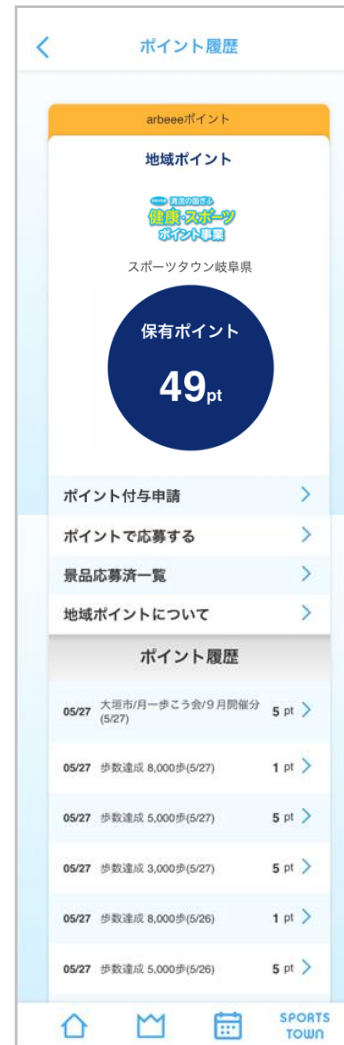 ポイント履歴
arbeeeポイント
地域ポイント
清流の国ぎふ
健康・スポーツ
ポイント事業
スポーツタウン岐阜県
保有ポイント
49pt
ポイント付与申請
ポイントで応募する
景品応募済一覧
地域ポイントについて
ポイント履歴
05/27 大垣市/月一歩こう会/９月開催分 5 pt
(5/27)
05/27 歩数達成 8,000歩(5/27) 1 pt
05/27 歩数達成 5,000歩(5/27) 5 pt
05/27 歩数達成 3,000歩(5/27) 5 pt
05/27 歩数達成 8,000歩(5/26) 1 pt
05/27 歩数達成 5,000歩(5/26) 5 pt
SPORTS
TOWN